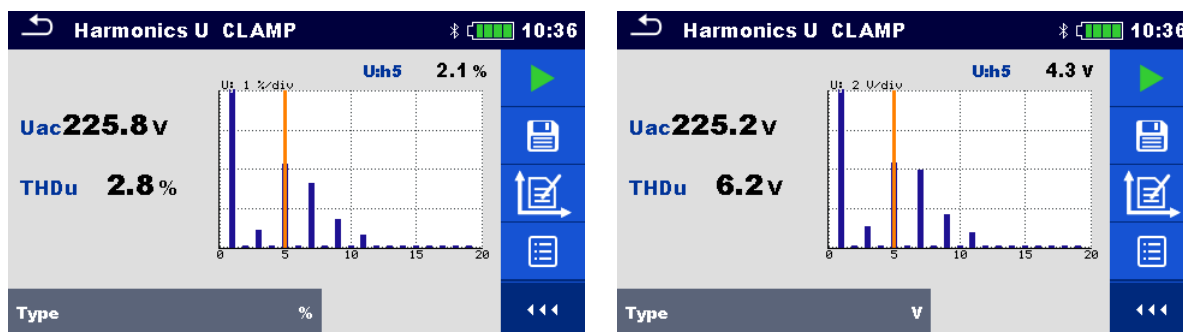 Harmonics U CLAMP 10:36
U:h5 2.1 %
U: 1 %/div
Uac 225.8 V
THDu 2.8 %
0 5 10 15 20
Type %
Harmonics U CLAMP 10:36
U:h5 4.3 V
U: 2 V/div
Uac 225.2 V
THDu 6.2 V
0 5 10 15 20
Type V